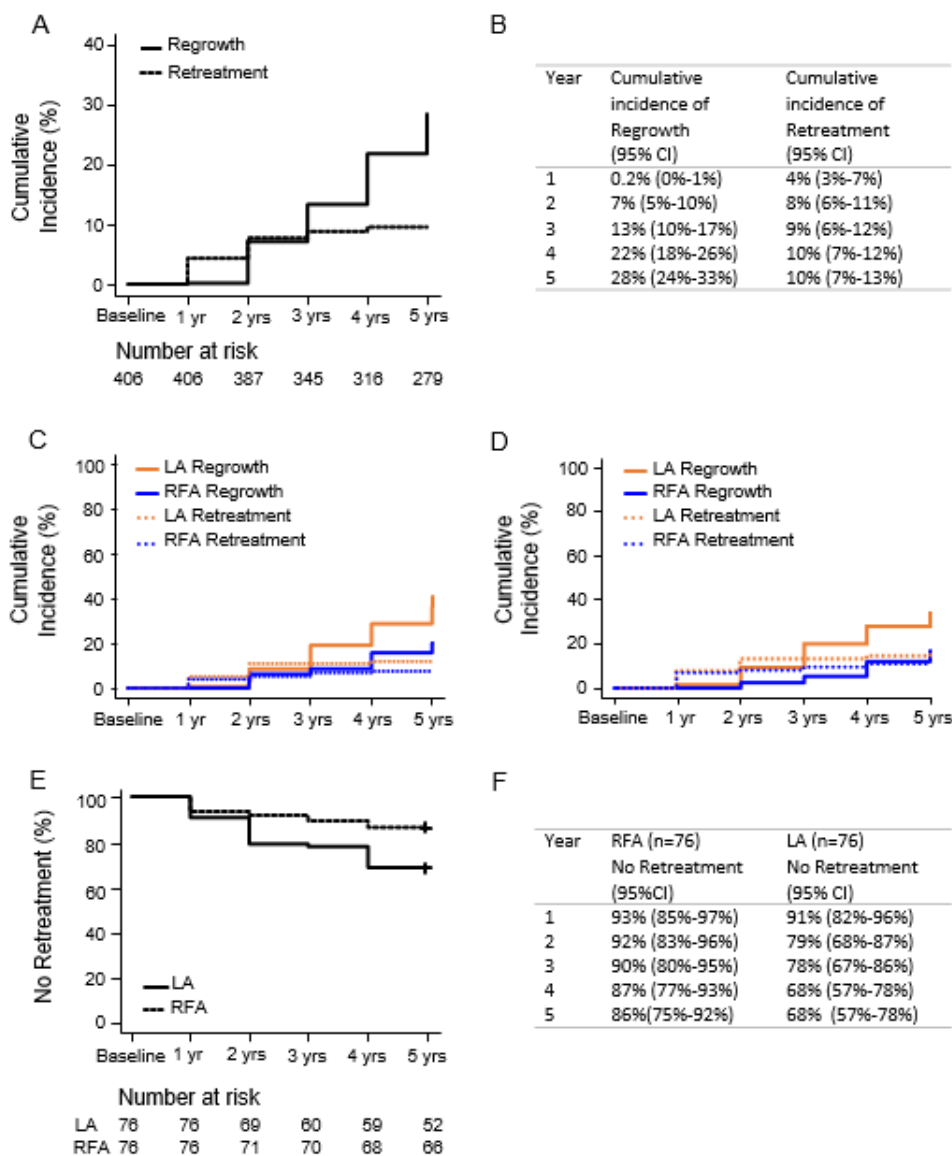 A
40
30
20
10
0
Cumulative
Incidence (%)
Regrowth
Retreatment
Baseline 1 yr 2 yrs 3 yrs 4 yrs 5 yrs
Number at risk
406 406 387 345 316 279
B
Year Cumulative incidence of Regrowth (95% CI) Cumulative incidence of Retreatment (95% CI)
1 0.2% (0%-1%) 4% (3%-7%)
2 7% (5%-10%) 8% (6%-11%)
3 13% (10%-17%) 9% (6%-12%)
4 22% (18%-26%) 10% (7%-12%)
5 28% (24%-33%) 10% (7%-13%)
C
100
80
60
40
20
0
Cumulative
Incidence (%)
LA Regrowth
RFA Regrowth
LA Retreatment
RFA Retreatment
Baseline 1 yr 2 yrs 3 yrs 4 yrs 5 yrs
D
100
80
60
40
20
0
Cumulative
Incidence (%)
LA Regrowth
RFA Regrowth
LA Retreatment
RFA Retreatment
Baseline 1 yr 2 yrs 3 yrs 4 yrs 5 yrs
E
100
80
60
40
20
0
No Retreatment (%)
LA
RFA
Baseline 1 yr 2 yrs 3 yrs 4 yrs 5 yrs
Number at risk
LA 76 76 69 60 59 52
RFA 76 76 71 70 68 66
F
Year RFA (n=76) LA (n=76)
No Retreatment No Retreatment
(95%CI) (95% CI)
1 93% (85%-97%) 91% (82%-96%)
2 92% (83%-96%) 79% (68%-87%)
3 90% (80%-95%) 78% (67%-86%)
4 87% (77%-93%) 68% (57%-78%)
5 86%(75%-92%) 68% (57%-78%)